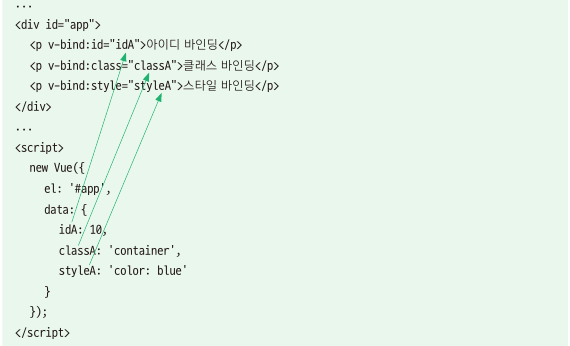 ...
<div id="app">
<p v-bind:id="idA">아이디 바인딩</p>
<p v-bind:class="classA">클래스 바인딩</p>
<p v-bind:style="styleA">스타일 바인딩</p>
</div>
...
<script>
new Vue({
el: '#app',
data: {
idA: 10,
classA: 'container',
styleA: 'color: blue'
}
});
</script>